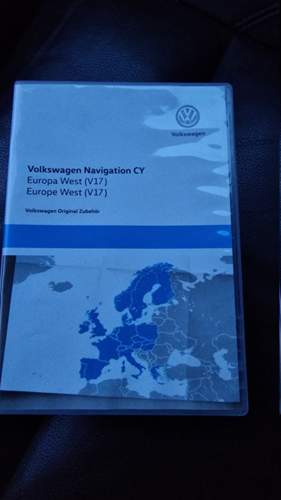 Volkswagen
Volkswagen Navigation CY
Europa West (V17)
Europe West (V17)
Volkswagen Original Zubehör